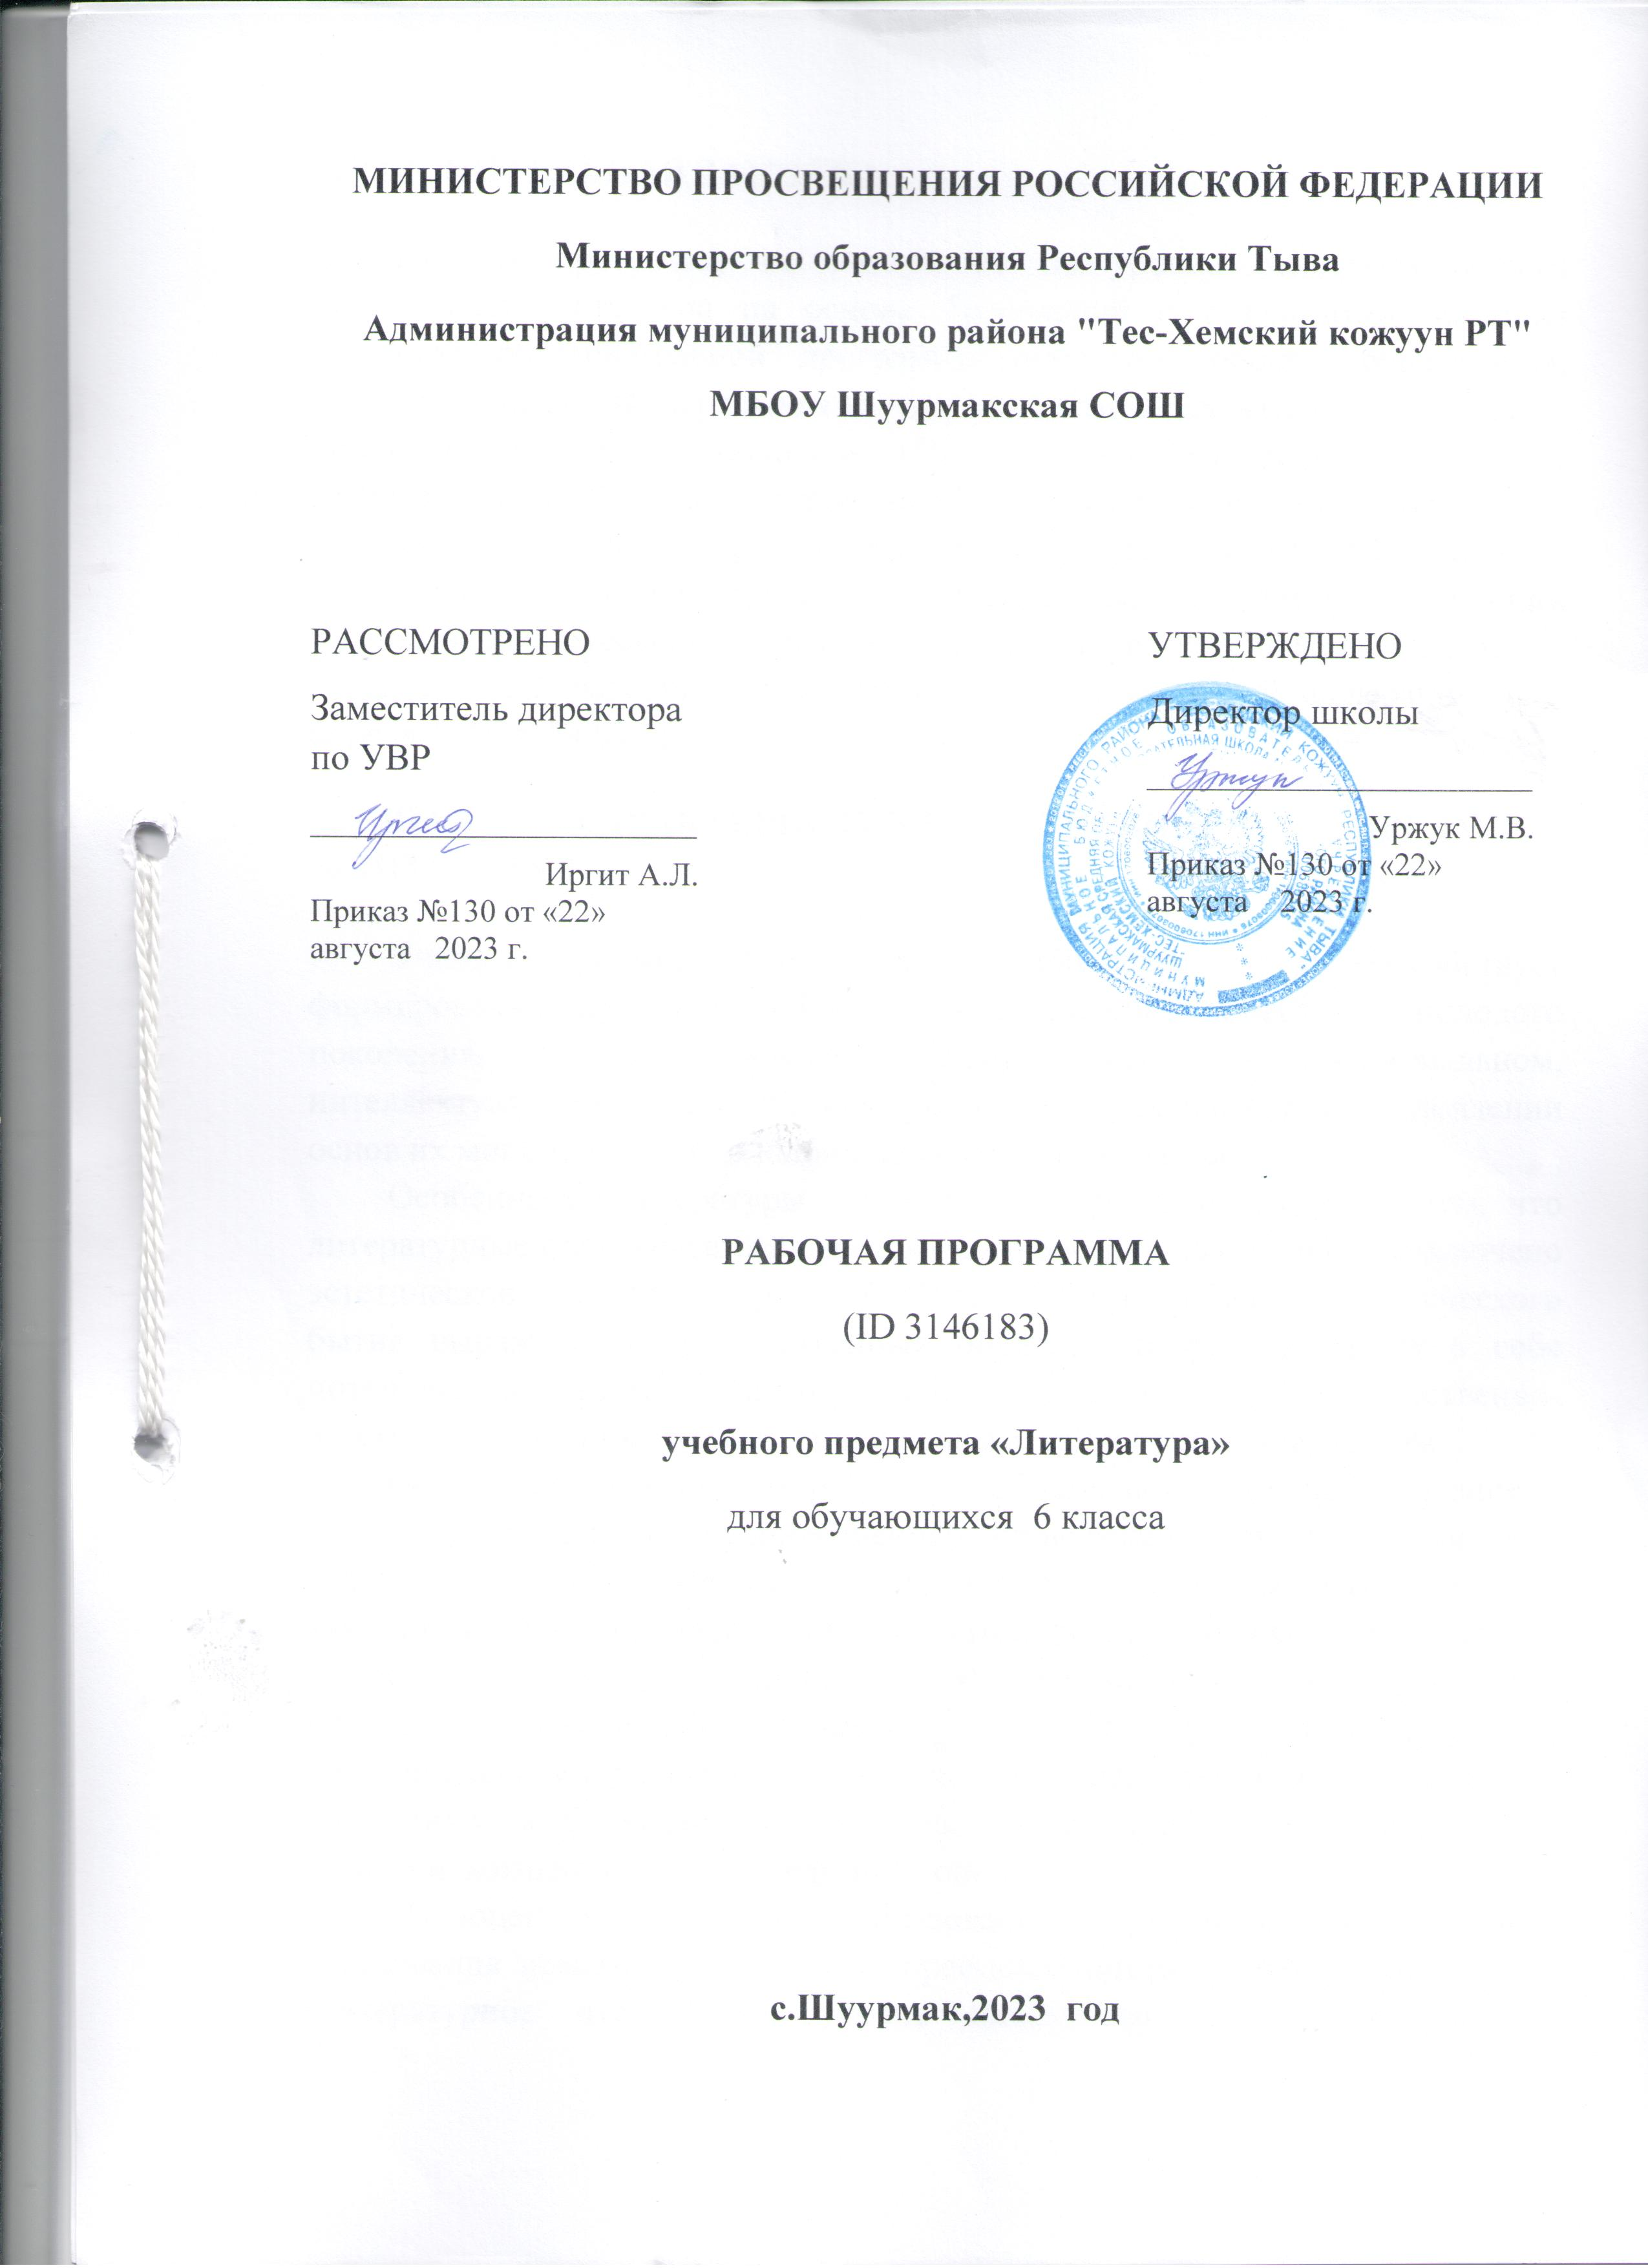 МИНИСТЕРСТВО ПРОСВЕЩЕНИЯ РОССИЙСКОЙ ФЕДЕРАЦИИ
Министерство образования Республики Тыва
Администрация муниципального района "Тес-Хемский кожуун РТ"
МБОУ Шуурмакская СОШ
РАССМОТРЕНО
Заместитель директора
по УВР
Иргит А.Л.
Приказ №130 от «22»
августа 2023 г.
УТВЕРЖДЕНО
Директор школы
Уржук М.В.
Приказ №130 от «22»
августа 2023 г.
РАБОЧАЯ ПРОГРАММА
(ID 3146183)
учебного предмета «Литература»
для обучающихся 6 класса
с.Шуурмак,2023 год